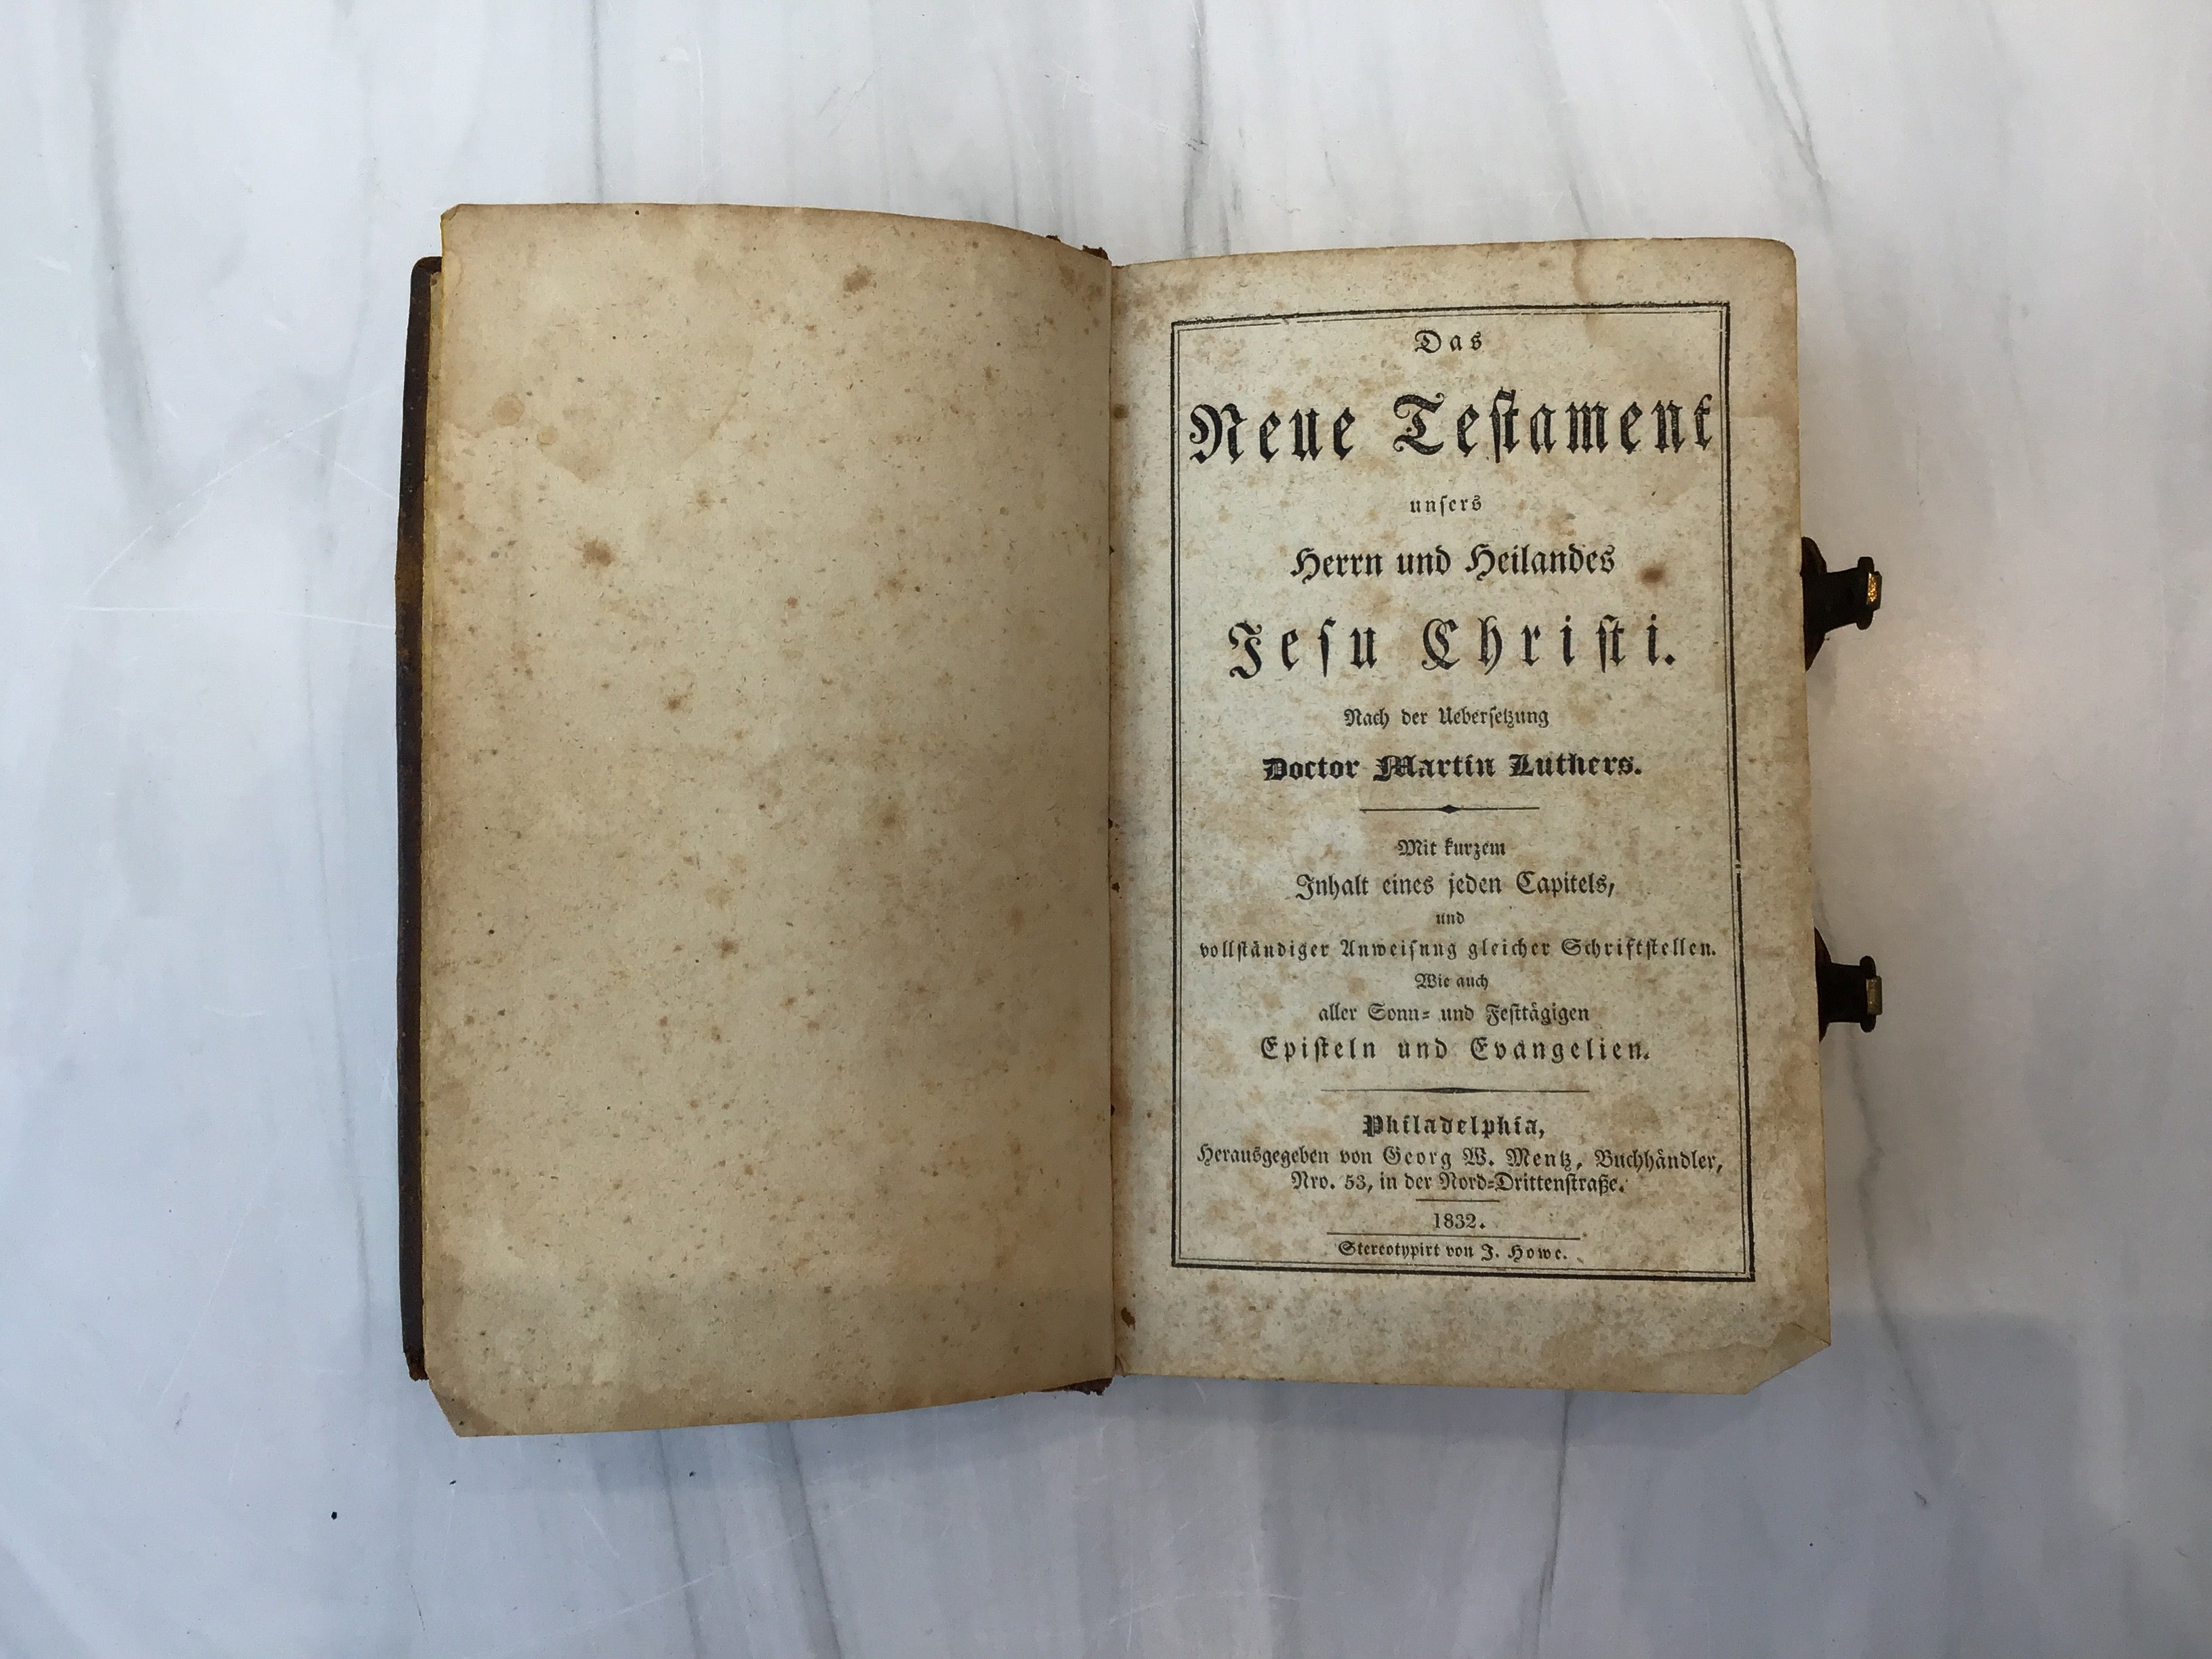 Das
Neue Testament
unsers
Herrn und Heilandes
Jesu Christi.
Nach der Uebersetzung
Doctor Martin Luthers.
Mit kurzem
Inhalt eines jeden Capitels,
und
vollständiger Anweisung gleicher Schriftstellen.
Wie auch
aller Sonn= und Festtägigen
Episteln und Evangelien.
Philadelphia,
Herausgegeben von Georg W. Mentz, Buchhändler,
Nro. 53, in der Nord=Drittenstraße.
1832.
Stereotypirt von J. Howe.